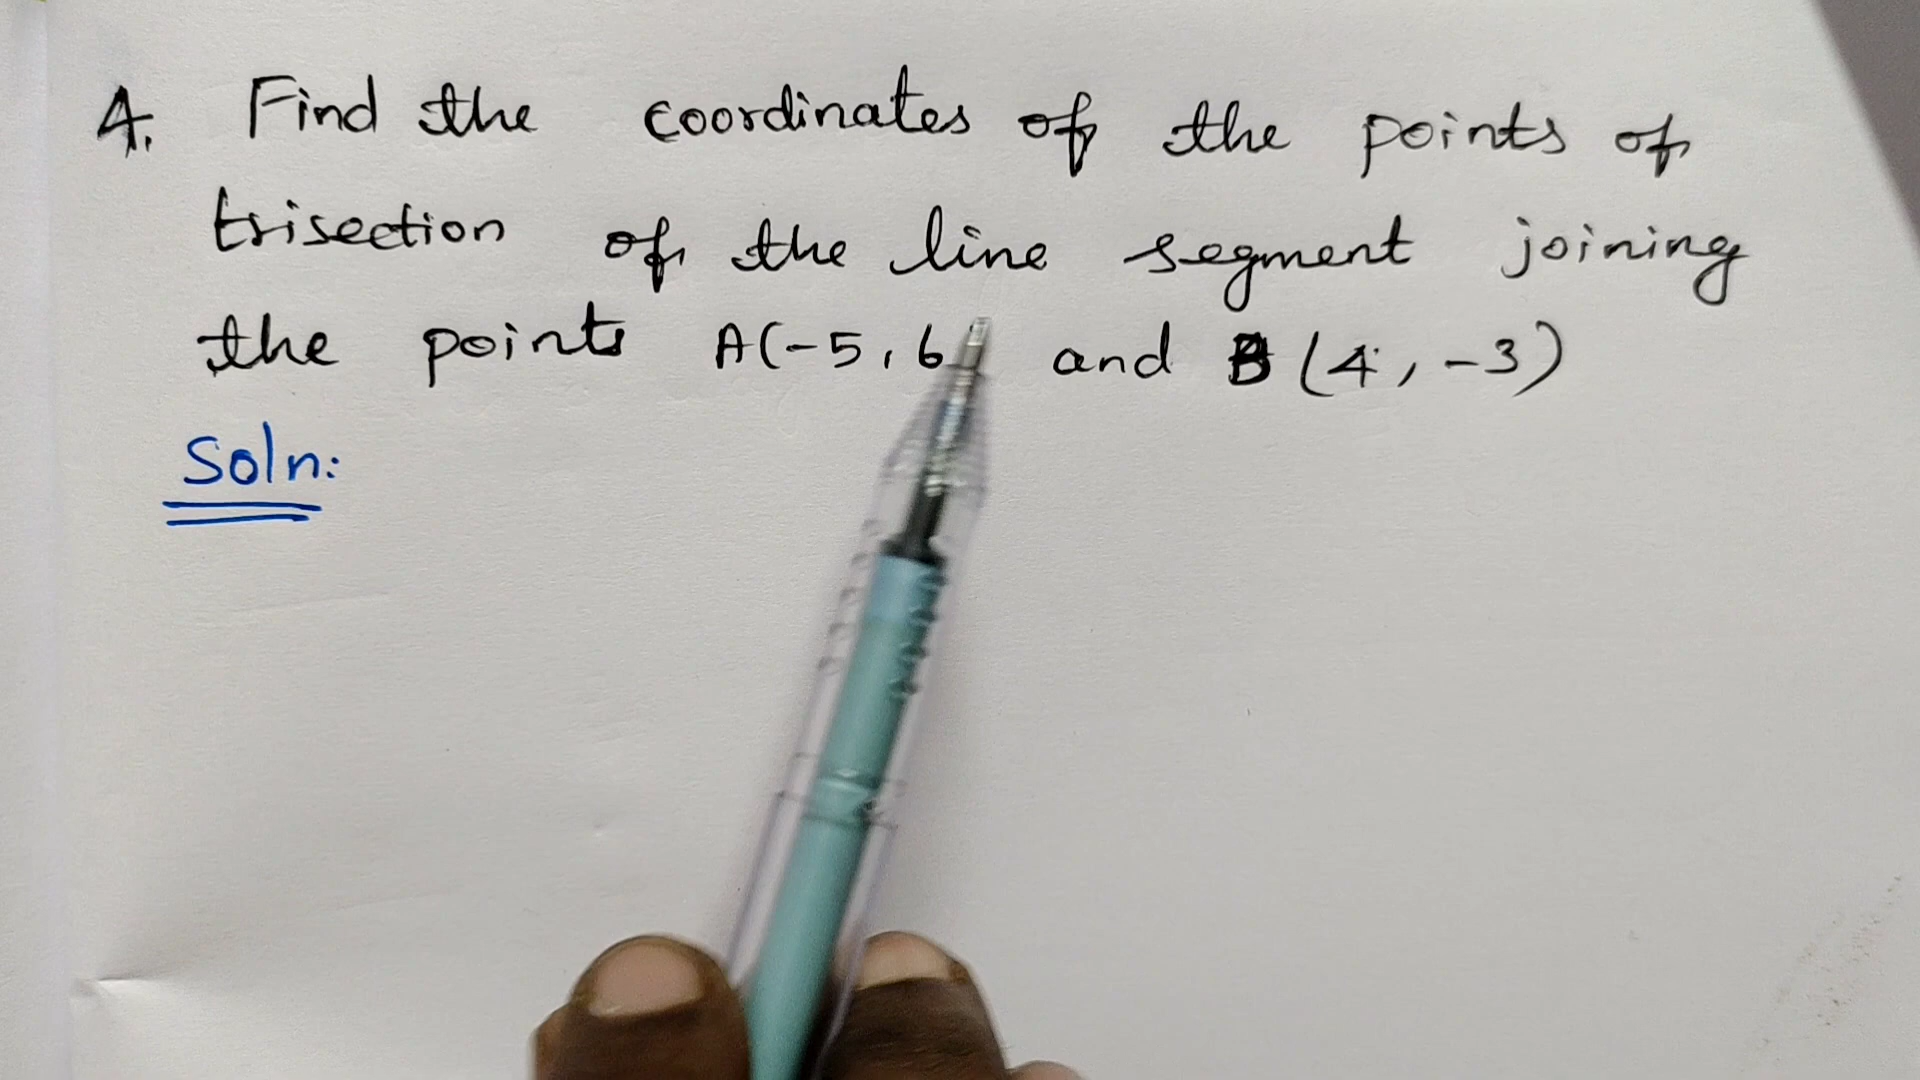 4. Find the coordinates of the points of
trisection of the line segment joining
the points A(-5, 6 and B (4, -3)
Soln: